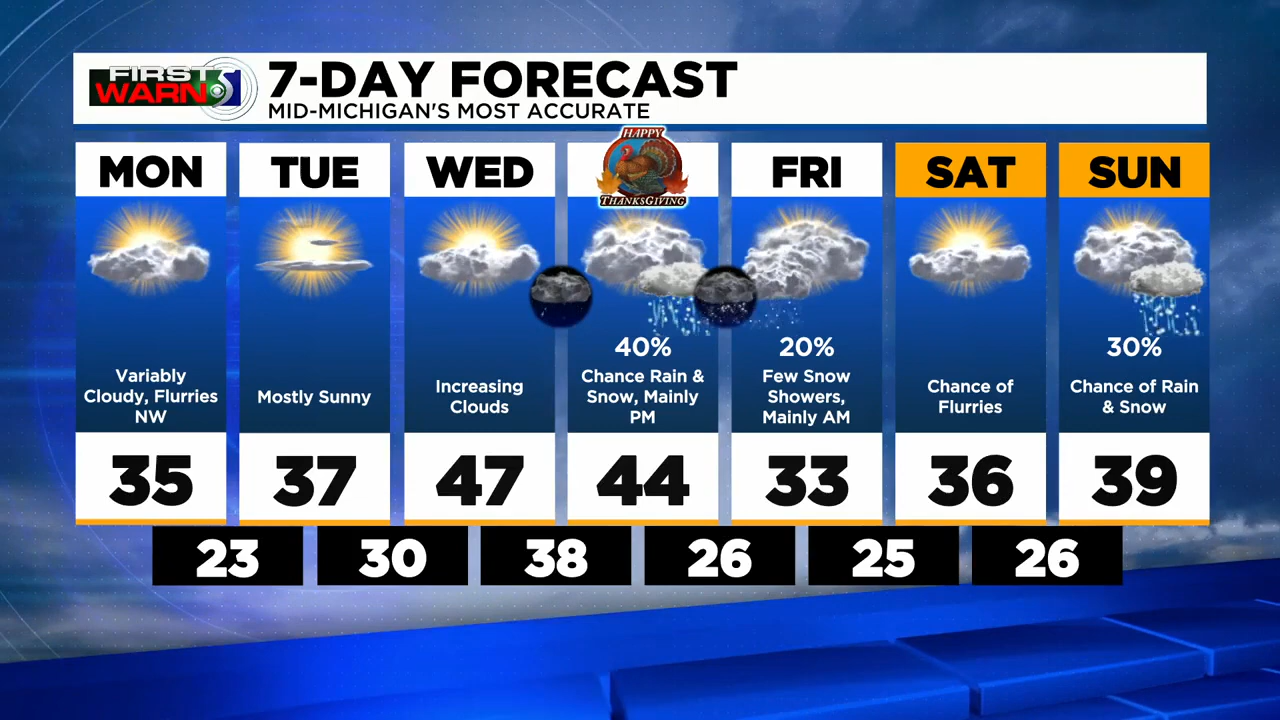 FIRST
WARN 5
7-DAY FORECAST
MID-MICHIGAN'S MOST ACCURATE
MON
TUE
WED
HAPPY
THANKSGIVING
FRI
SAT
SUN
Variably
Cloudy, Flurries
NW
Mostly Sunny
Increasing
Clouds
40%
Chance Rain &
Snow, Mainly
PM
20%
Few Snow
Showers,
Mainly AM
Chance of
Flurries
30%
Chance of Rain
& Snow
35
37
47
44
33
36
39
23
30
38
26
25
26